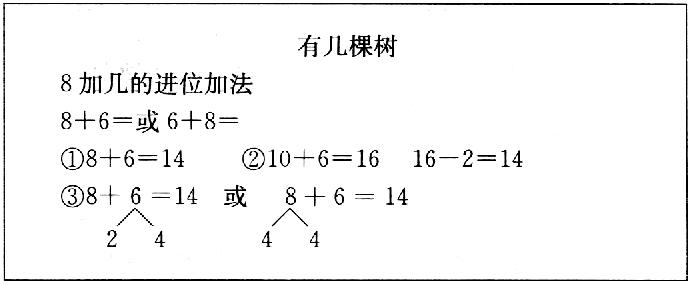 有几棵树
8加几的进位加法
8+6=或6+8=
①8+6=14 ②10+6=16 16-2=14
③8+6=14 或 8+6=14
2 4 4 4